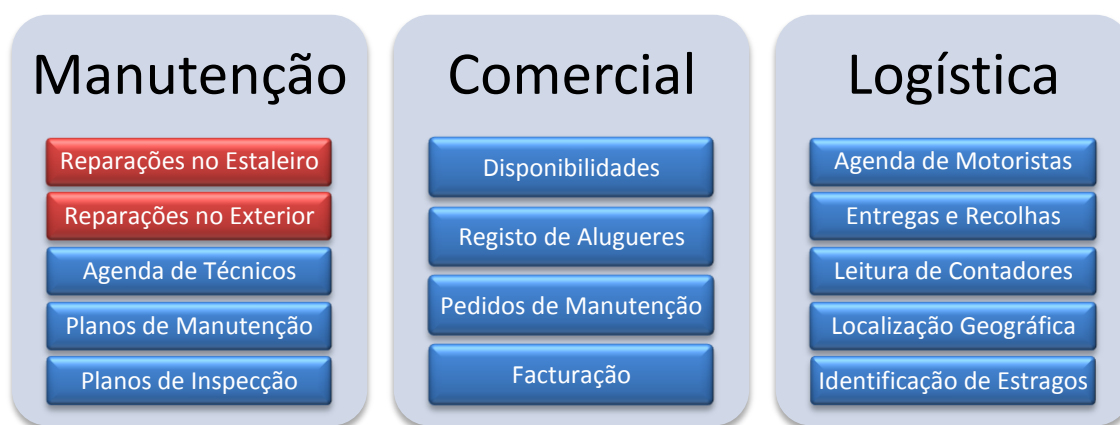 Manutenção
Reparações no Estaleiro
Reparações no Exterior
Agenda de Técnicos
Planos de Manutenção
Planos de Inspecção
Comercial
Disponibilidades
Registo de Alugueres
Pedidos de Manutenção
Facturação
Logística
Agenda de Motoristas
Entregas e Recolhas
Leitura de Contadores
Localização Geográfica
Identificação de Estragos